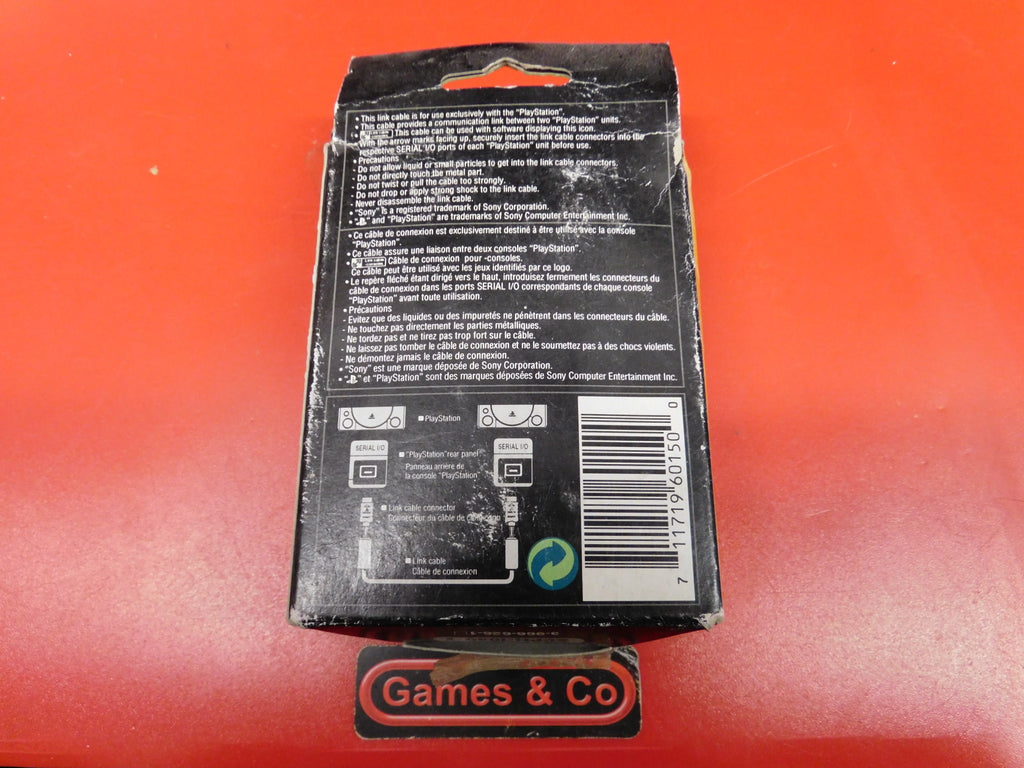 • This link cable is for use exclusively with the "PlayStation".
• This cable provides a communication link between two "PlayStation" units.
• This cable can be used with software displaying this icon.
• With the arrow marks facing up, securely insert the link cable connectors into the
respective SERIAL I/O ports of each "PlayStation" unit before use.
• Precautions
- Do not allow liquid or small particles to get into the link cable connectors.
- Do not directly touch the metal part.
- Do not twist or pull the cable too strongly.
- Do not drop or apply strong shock to the link cable.
- Never disassemble the link cable.
• "Sony" is a registered trademark of Sony Corporation.
• " " and "PlayStation" are trademarks of Sony Computer Entertainment Inc.
• Ce câble de connexion est exclusivement destiné à être utilisé avec la console
"PlayStation".
• Ce câble assure une liaison entre deux consoles "PlayStation".
• Câble de connexion pour -consoles.
Ce câble peut être utilisé avec les jeux identifiés par ce logo.
• Le repère fléché étant dirigé vers le haut, introduisez fermement les connecteurs du
câble de connexion dans les ports SERIAL I/O correspondants de chaque console
"PlayStation" avant toute utilisation.
• Précautions
- Evitez que des liquides ou des impuretés ne pénètrent dans les connecteurs du câble.
- Ne touchez pas directement les parties métalliques.
- Ne tordez pas et ne tirez pas trop fort sur le câble.
- Ne laissez pas tomber le câble de connexion et ne le soumettez pas à des chocs violents.
- Ne démontez jamais le câble de connexion.
• "Sony" est une marque déposée de Sony Corporation.
• " " et "PlayStation" sont des marques déposées de Sony Computer Entertainment Inc.
■ PlayStation
SERIAL I/O
SERIAL I/O
■ "PlayStation" rear panel
Panneau arrière de
la console "PlayStation"
■ Link cable connector
Connecteur du câble de connexion
■ Link cable
Câble de connexion
7 11719 60150 0
Games & Co